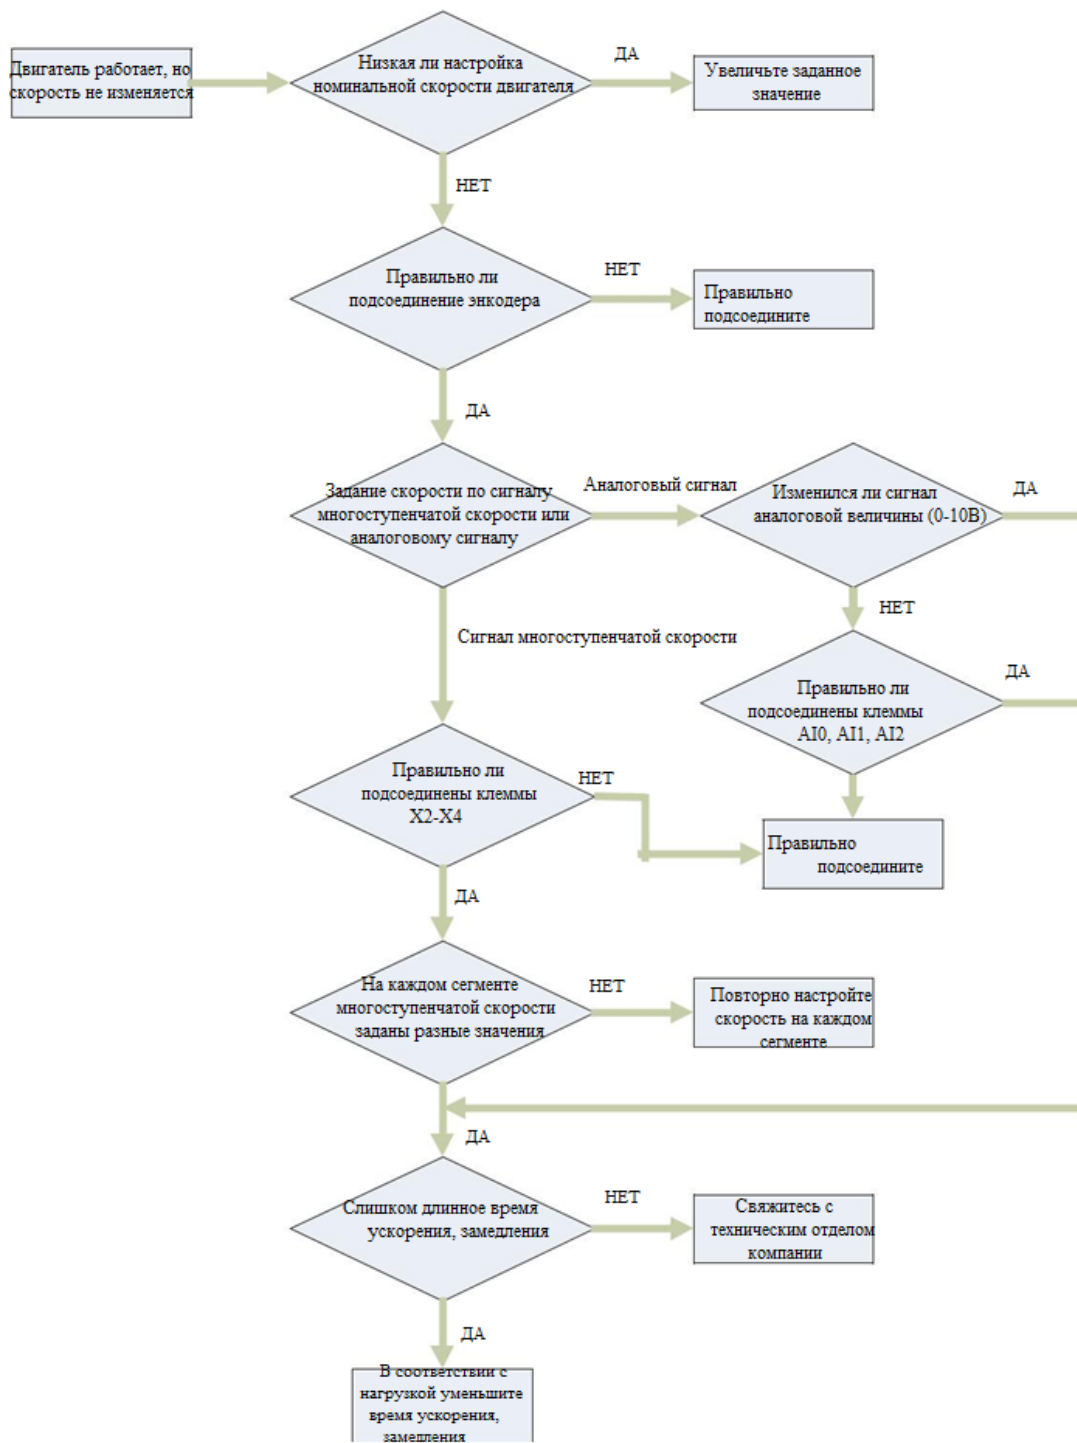 Двигатель работает, но
скорость не изменяется
Низкая ли настройка
номинальной скорости двигателя
ДА
Увеличьте заданное
значение
НЕТ
Правильно ли
подсоединение энкодера
НЕТ
Правильно
подсоедините
ДА
Задание скорости по сигналу
многоступенчатой скорости или
аналоговому сигналу
Аналоговый сигнал
Изменился ли сигнал
аналоговой величины (0-10В)
ДА
НЕТ
Сигнал многоступенчатой скорости
Правильно ли
подсоединены клеммы
AI0, AI1, AI2
ДА
Правильно ли
подсоединены клеммы
X2-X4
НЕТ
Правильно
подсоедините
ДА
На каждом сегменте
многоступенчатой скорости
заданы разные значения
НЕТ
Повторно настройте
скорость на каждом
сегменте
ДА
Слишком длинное время
ускорения, замедления
НЕТ
Свяжитесь с
техническим отделом
компании
ДА
В соответствии с
нагрузкой уменьшите
время ускорения,
замедления